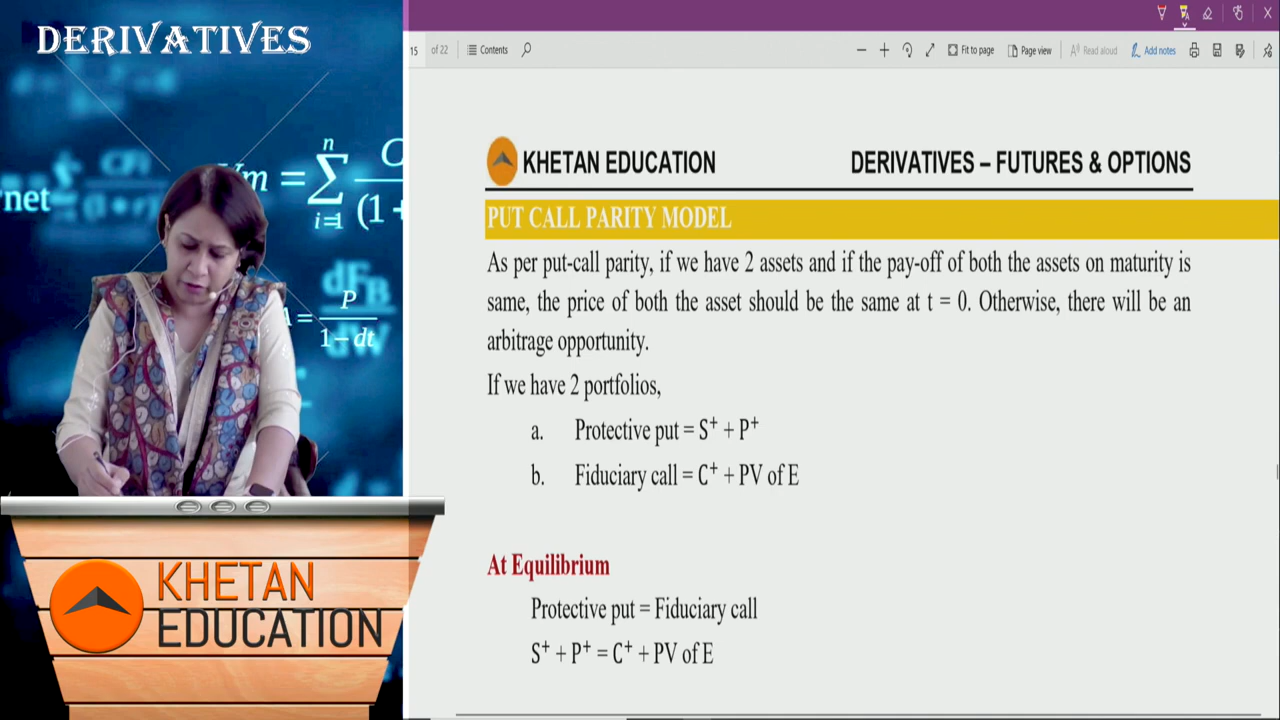 DERIVATIVES
15 of 22
Contents
Fit to page
Page view
Read aloud
Add notes
KHETAN EDUCATION
DERIVATIVES – FUTURES & OPTIONS
PUT CALL PARITY MODEL
As per put-call parity, if we have 2 assets and if the pay-off of both the assets on maturity is
same, the price of both the asset should be the same at t = 0. Otherwise, there will be an
arbitrage opportunity.
If we have 2 portfolios,
a. Protective put = S⁺ + P⁺
b. Fiduciary call = C⁺ + PV of E
At Equilibrium
Protective put = Fiduciary call
S⁺ + P⁺ = C⁺ + PV of E
net
m = n ∑ i=1
(1+
= P
1-dt
dF_B
dW
KHETAN
EDUCATION